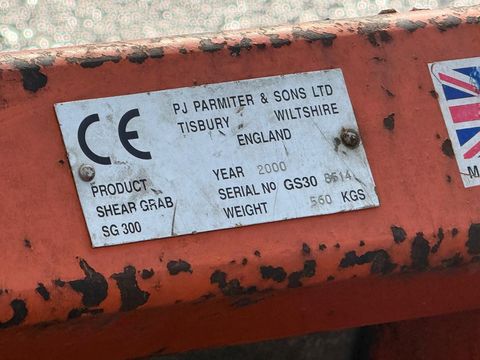 PJ PARMITER & SONS LTD
TISBURY WILTSHIRE
ENGLAND
CE
PRODUCT
SHEAR GRAB
SG 300
YEAR 2000
SERIAL Nº GS30 8614
WEIGHT 560 KGS
M